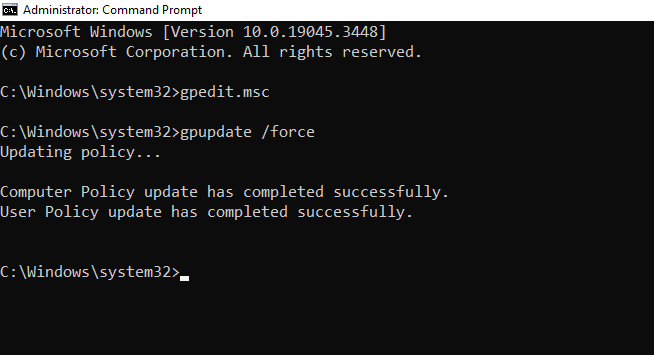 Administrator: Command Prompt
Microsoft Windows [Version 10.0.19045.3448]
(c) Microsoft Corporation. All rights reserved.
C:\Windows\system32>gpedit.msc
C:\Windows\system32>gpupdate /force
Updating policy...
Computer Policy update has completed successfully.
User Policy update has completed successfully.
C:\Windows\system32>